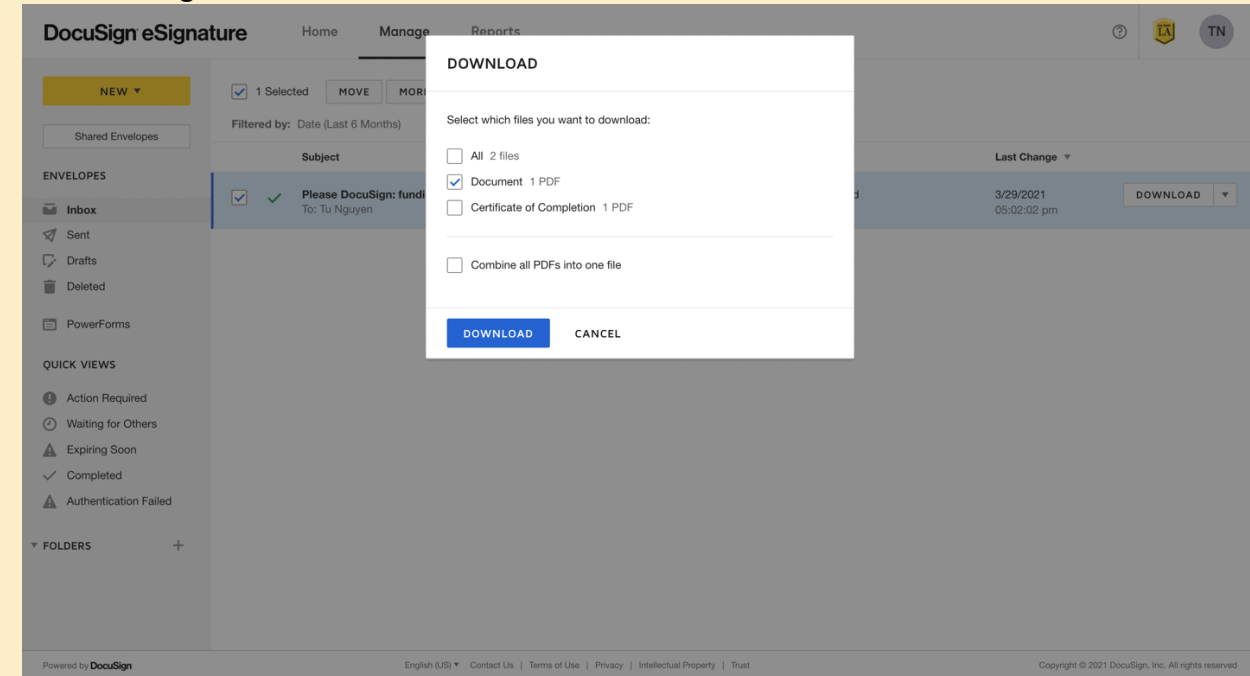 DocuSign eSignature Home Manage Reports TN
DOWNLOAD
NEW
1 Selected MOVE
Select which files you want to download:
Filtered by: Date (Last 6 Months)
Shared Envelopes
All 2 files
Subject Last Change
ENVELOPES
Document 1 PDF
Please DocuSign: 3/29/2021 DOWNLOAD
To: Tu Nguyen 05:02:02 pm
Certificate of Completion 1 PDF
Inbox
Sent
Drafts
Combine all PDFs into one file
Deleted
PowerForms
DOWNLOAD CANCEL
QUICK VIEWS
Action Required
Waiting for Others
Expiring Soon
Completed
Authentication Failed
FOLDERS
Powered by DocuSign English (US) Contact Us | Terms of Use | Privacy | Intellectual Property | Trust Copyright © 2021 DocuSign, Inc. All rights reserved